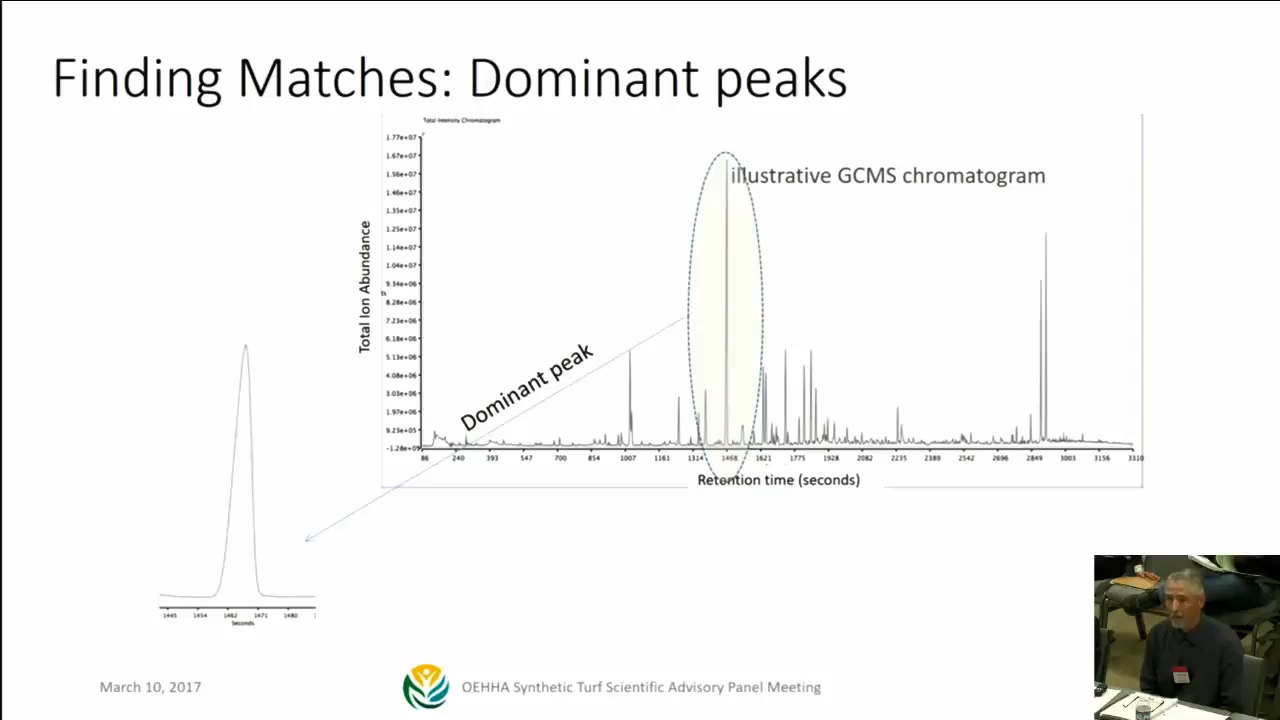 Finding Matches: Dominant peaks
Total Intensity Chromatogram
illustrative GCMS chromatogram
Total Ion Abundance
1.77e+07
1.67e+07
1.56e+07
1.46e+07
1.35e+07
1.25e+07
1.14e+07
1.04e+07
9.34e+06
8.28e+06
7.23e+06
6.18e+06
5.13e+06
4.08e+06
3.03e+06
1.97e+06
9.23e+05
86 240 393 547 700 854 1007 1161 1314 1468 1621 1775 1928 2082 2235 2389 2542 2696 2849 3003 3156 3310
Retention time (seconds)
Dominant peak
1445 1454 1462 1471 1480
Seconds
March 10, 2017
OEHHA Synthetic Turf Scientific Advisory Panel Meeting